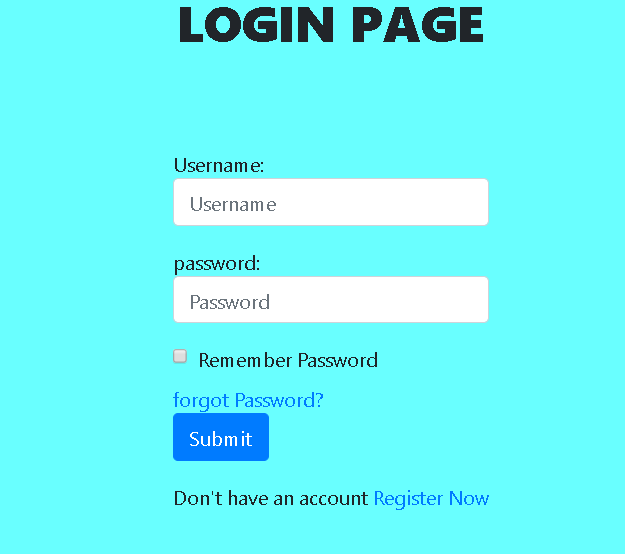 LOGIN PAGE
Username:
Username
password:
Password
Remember Password
forgot Password?
Submit
Don't have an account Register Now